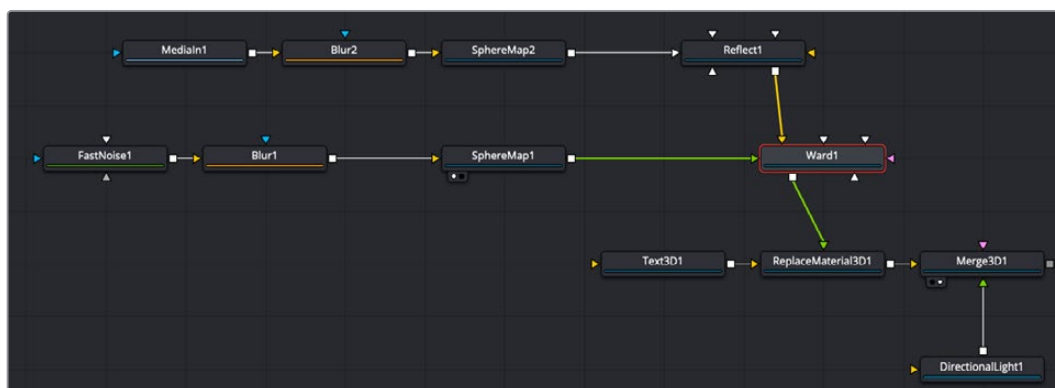 MediaIn1
Blur2
SphereMap2
Reflect1
FastNoise1
Blur1
SphereMap1
Ward1
Text3D1
ReplaceMaterial3D1
Merge3D1
DirectionalLight1